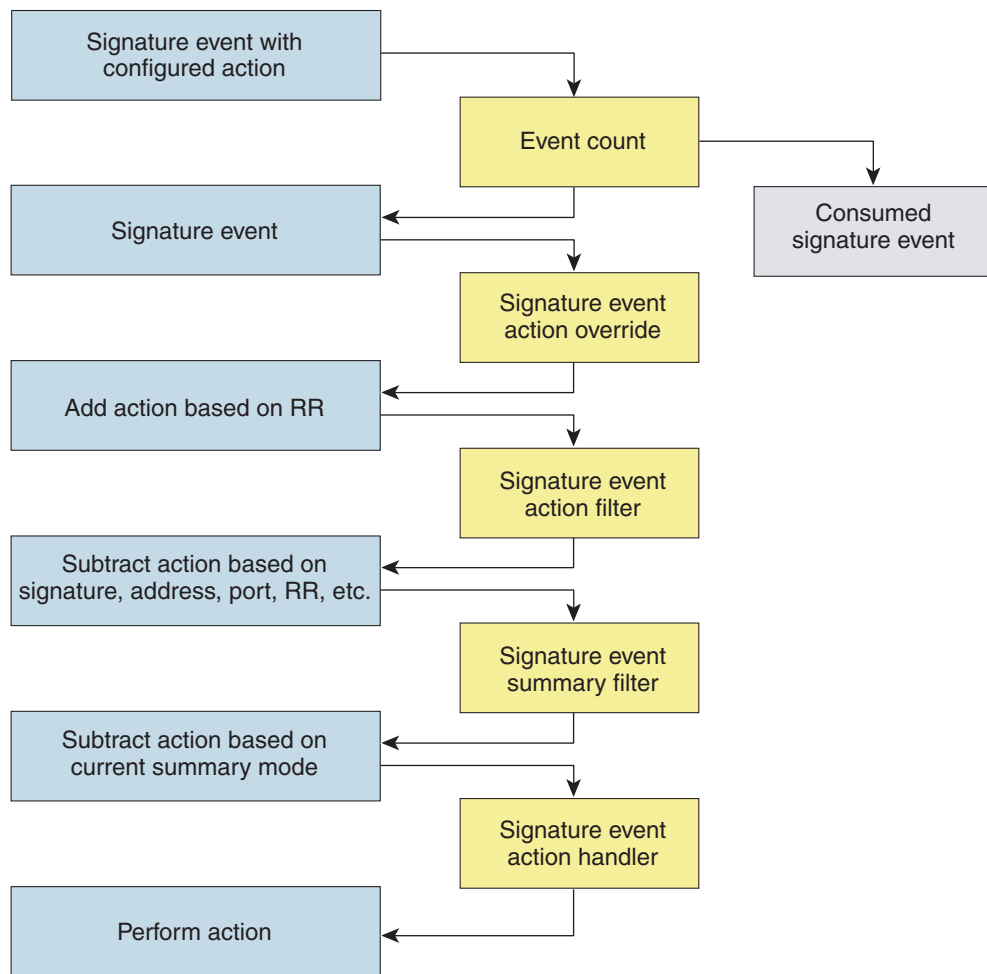 Signature event with
configured action
Event count
Consumed
signature event
Signature event
Signature event
action override
Add action based on RR
Signature event
action filter
Subtract action based on
signature, address, port, RR, etc.
Signature event
summary filter
Subtract action based on
current summary mode
Signature event
action handler
Perform action